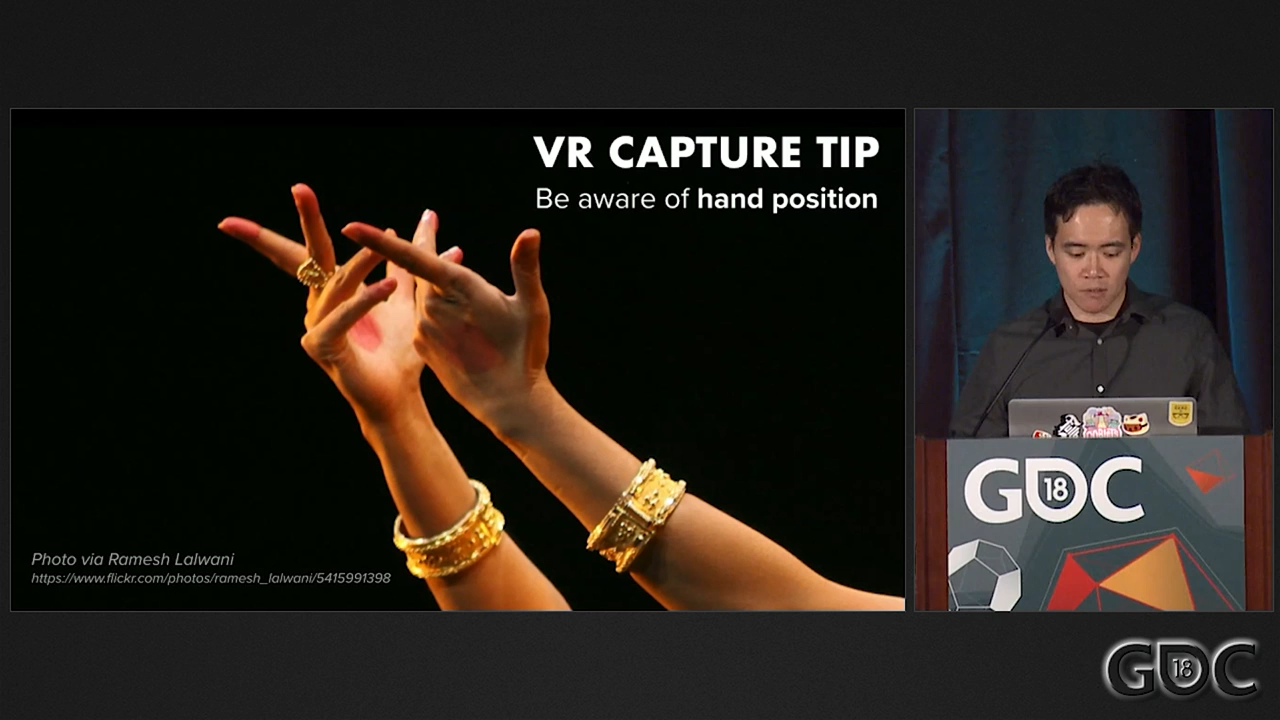 VR CAPTURE TIP
Be aware of hand position
Photo via Ramesh Lalwani
https://www.flickr.com/photos/ramesh_lalwani/5415991398
GDC
18
GDC
18